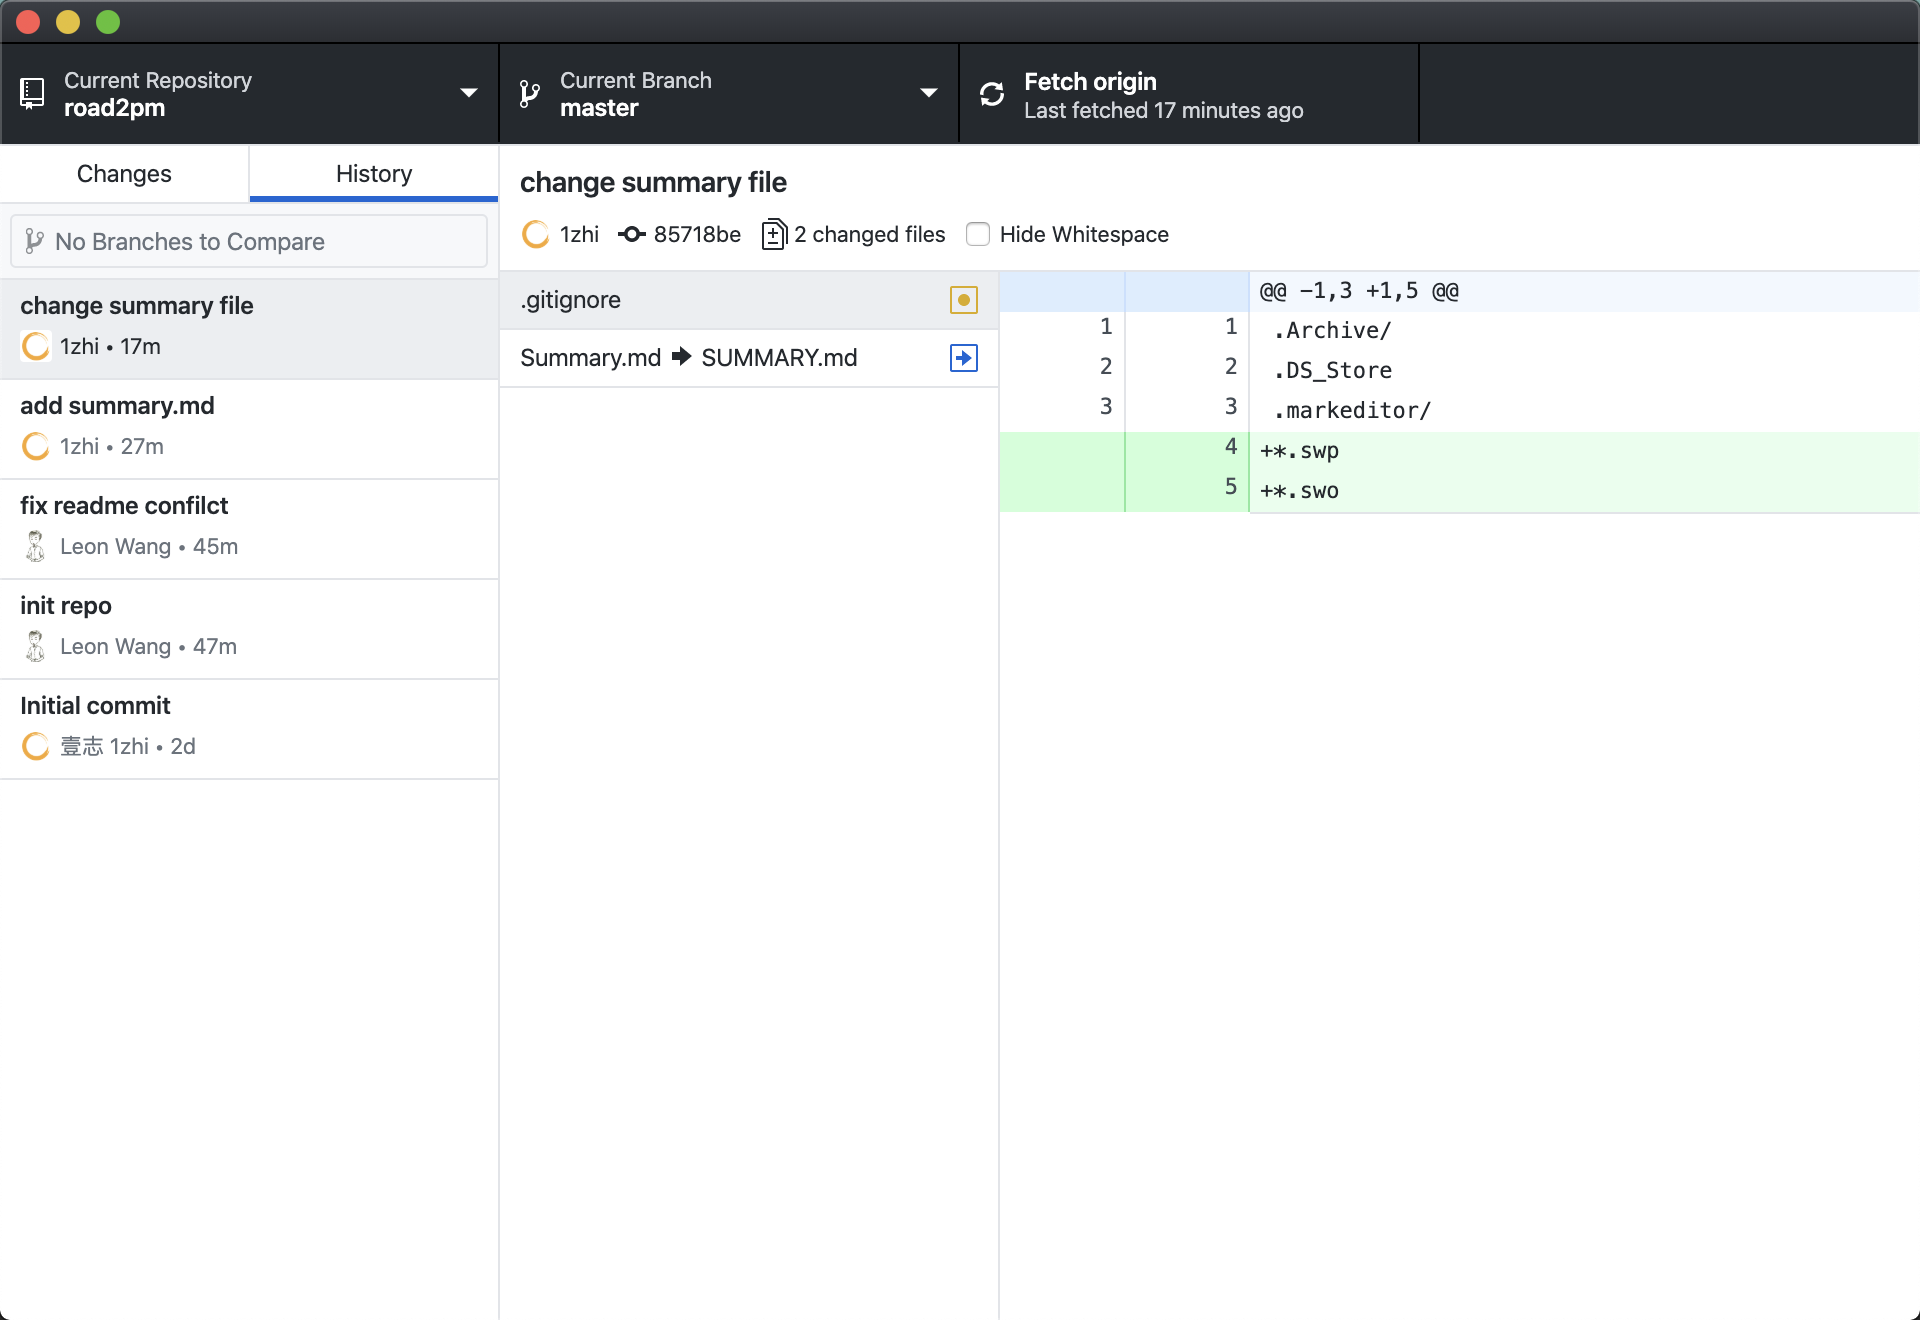 Current Repository
road2pm
Current Branch
master
Fetch origin
Last fetched 17 minutes ago
Changes
History
No Branches to Compare
change summary file
1zhi • 17m
add summary.md
1zhi • 27m
fix readme confilct
Leon Wang • 45m
init repo
Leon Wang • 47m
Initial commit
壹志 1zhi • 2d
change summary file
1zhi 85718be 2 changed files Hide Whitespace
.gitignore
Summary.md → SUMMARY.md
@@ -1,3 +1,5 @@
1 1 .Archive/
2 2 .DS_Store
3 3 .markeditor/
4 +*.swp
5 +*.swo